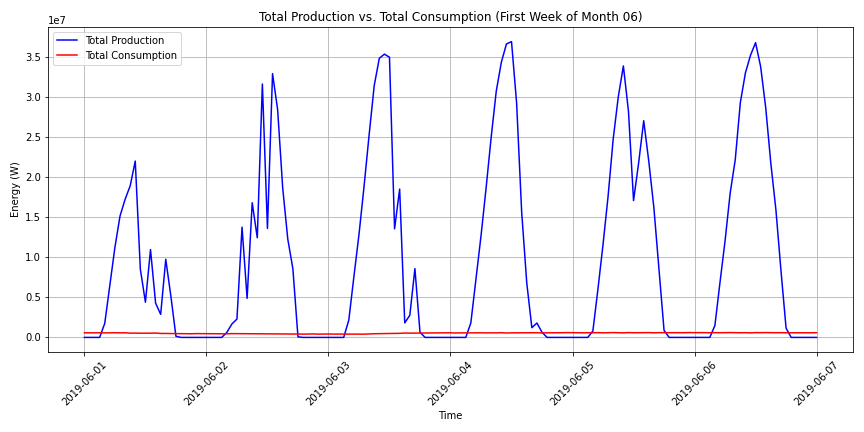 Total Production vs. Total Consumption (First Week of Month 06)
1e7
Total Production
Total Consumption
3.5
3.0
2.5
2.0
1.5
1.0
0.5
0.0
Energy (W)
2019-06-01
2019-06-02
2019-06-03
2019-06-04
2019-06-05
2019-06-06
2019-06-07
Time